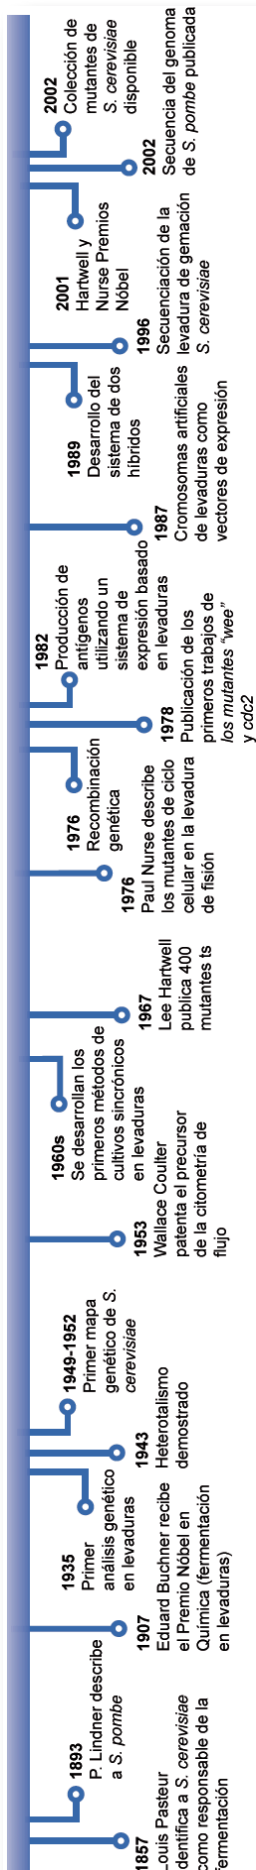 1857
Louis Pasteur
identifica a S. cerevisiae
como responsable de la
fermentación
1893
P. Lindner describe
a S. pombe
1907
Eduard Buchner recibe
el Premio Nóbel en
Química (fermentación
en levaduras)
1935
Primer
análisis genético
en levaduras
1943
Heterotalismo
demostrado
1949-1952
Primer mapa
genético de S.
cerevisiae
1953
Wallace Coulter
patenta el precursor
de la citometría de
flujo
1960s
Se desarrollan los
primeros métodos de
cultivos sincrónicos
en levaduras
1967
Lee Hartwell
publica 400
mutantes ts
1976
Paul Nurse describe
los mutantes de ciclo
celular en la levadura
de fisión
1976
Recombinación
genética
1978
Publicación de los
primeros trabajos de
los mutantes "wee"
y cdc2
1982
Producción de
antígenos
utilizando un
sistema de
expresión basado
en levaduras
1987
Cromosomas artificiales
de levaduras como
vectores de expresión
1989
Desarrollo del
sistema de dos
híbridos
1996
Secuenciación de la
levadura de gemación
S. cerevisiae
2001
Hartwell y
Nurse Premios
Nóbel
2002
Secuencia del genoma
de S. pombe publicada
2002
Colección de
mutantes de
S. cerevisiae
disponible